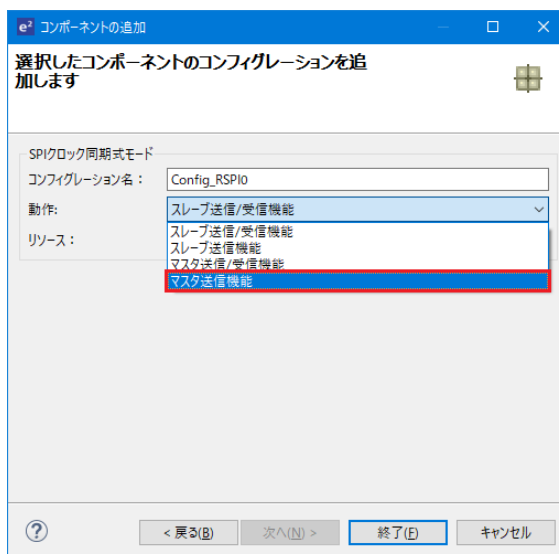 e² コンポーネントの追加
選択したコンポーネントのコンフィグレーションを追
加します
SPIクロック同期式モード
コンフィグレーション名：
Config_RSPI0
動作:
スレーブ送信/受信機能
リソース：
スレーブ送信/受信機能
スレーブ送信機能
マスタ送信/受信機能
マスタ送信機能
?
< 戻る(B)
次へ(N) >
終了(F)
キャンセル